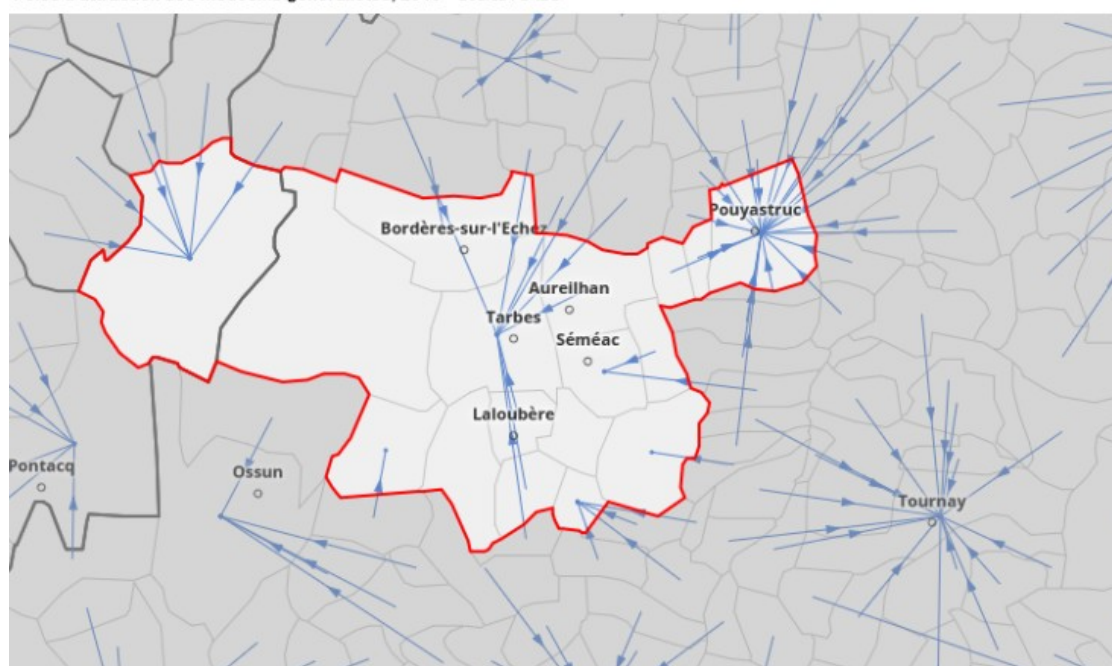 Pouyastruc
Bordères-sur-l'Echez
Aureilhan
Tarbes
Séméac
Laloubère
Pontacq
Ossun
Tournay